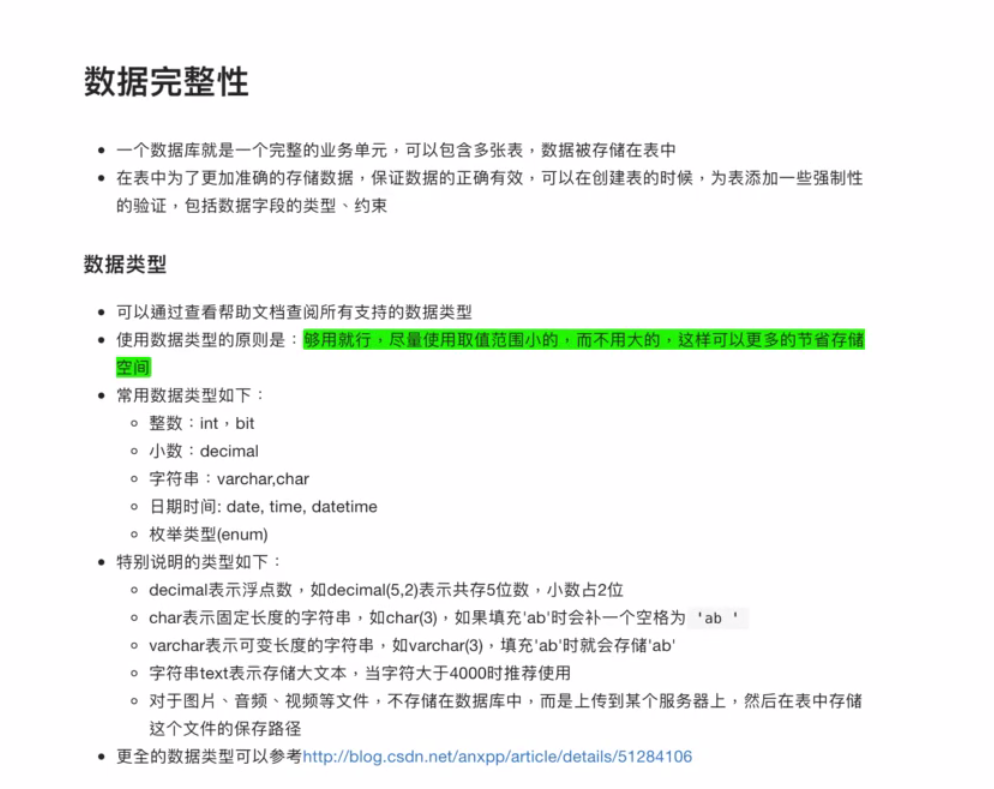 数据完整性
一个数据库就是一个完整的业务单元，可以包含多张表，数据被存储在表中
在表中为了更加准确的存储数据，保证数据的正确有效，可以在创建表的时候，为表添加一些强制性
的验证，包括数据字段的类型、约束
数据类型
可以通过查看帮助文档查阅所有支持的数据类型
使用数据类型的原则是：够用就行，尽量使用取值范围小的，而不用大的，这样可以更多的节省存储
空间
常用数据类型如下：
整数：int，bit
小数：decimal
字符串：varchar,char
日期时间: date, time, datetime
枚举类型(enum)
特别说明的类型如下：
decimal表示浮点数，如decimal(5,2)表示共存5位数，小数占2位
char表示固定长度的字符串，如char(3)，如果填充'ab'时会补一个空格为 'ab '
varchar表示可变长度的字符串，如varchar(3)，填充'ab'时就会存储'ab'
字符串text表示存储大文本，当字符大于4000时推荐使用
对于图片、音频、视频等文件，不存储在数据库中，而是上传到某个服务器上，然后在表中存储
这个文件的保存路径
更全的数据类型可以参考http://blog.csdn.net/anxpp/article/details/51284106